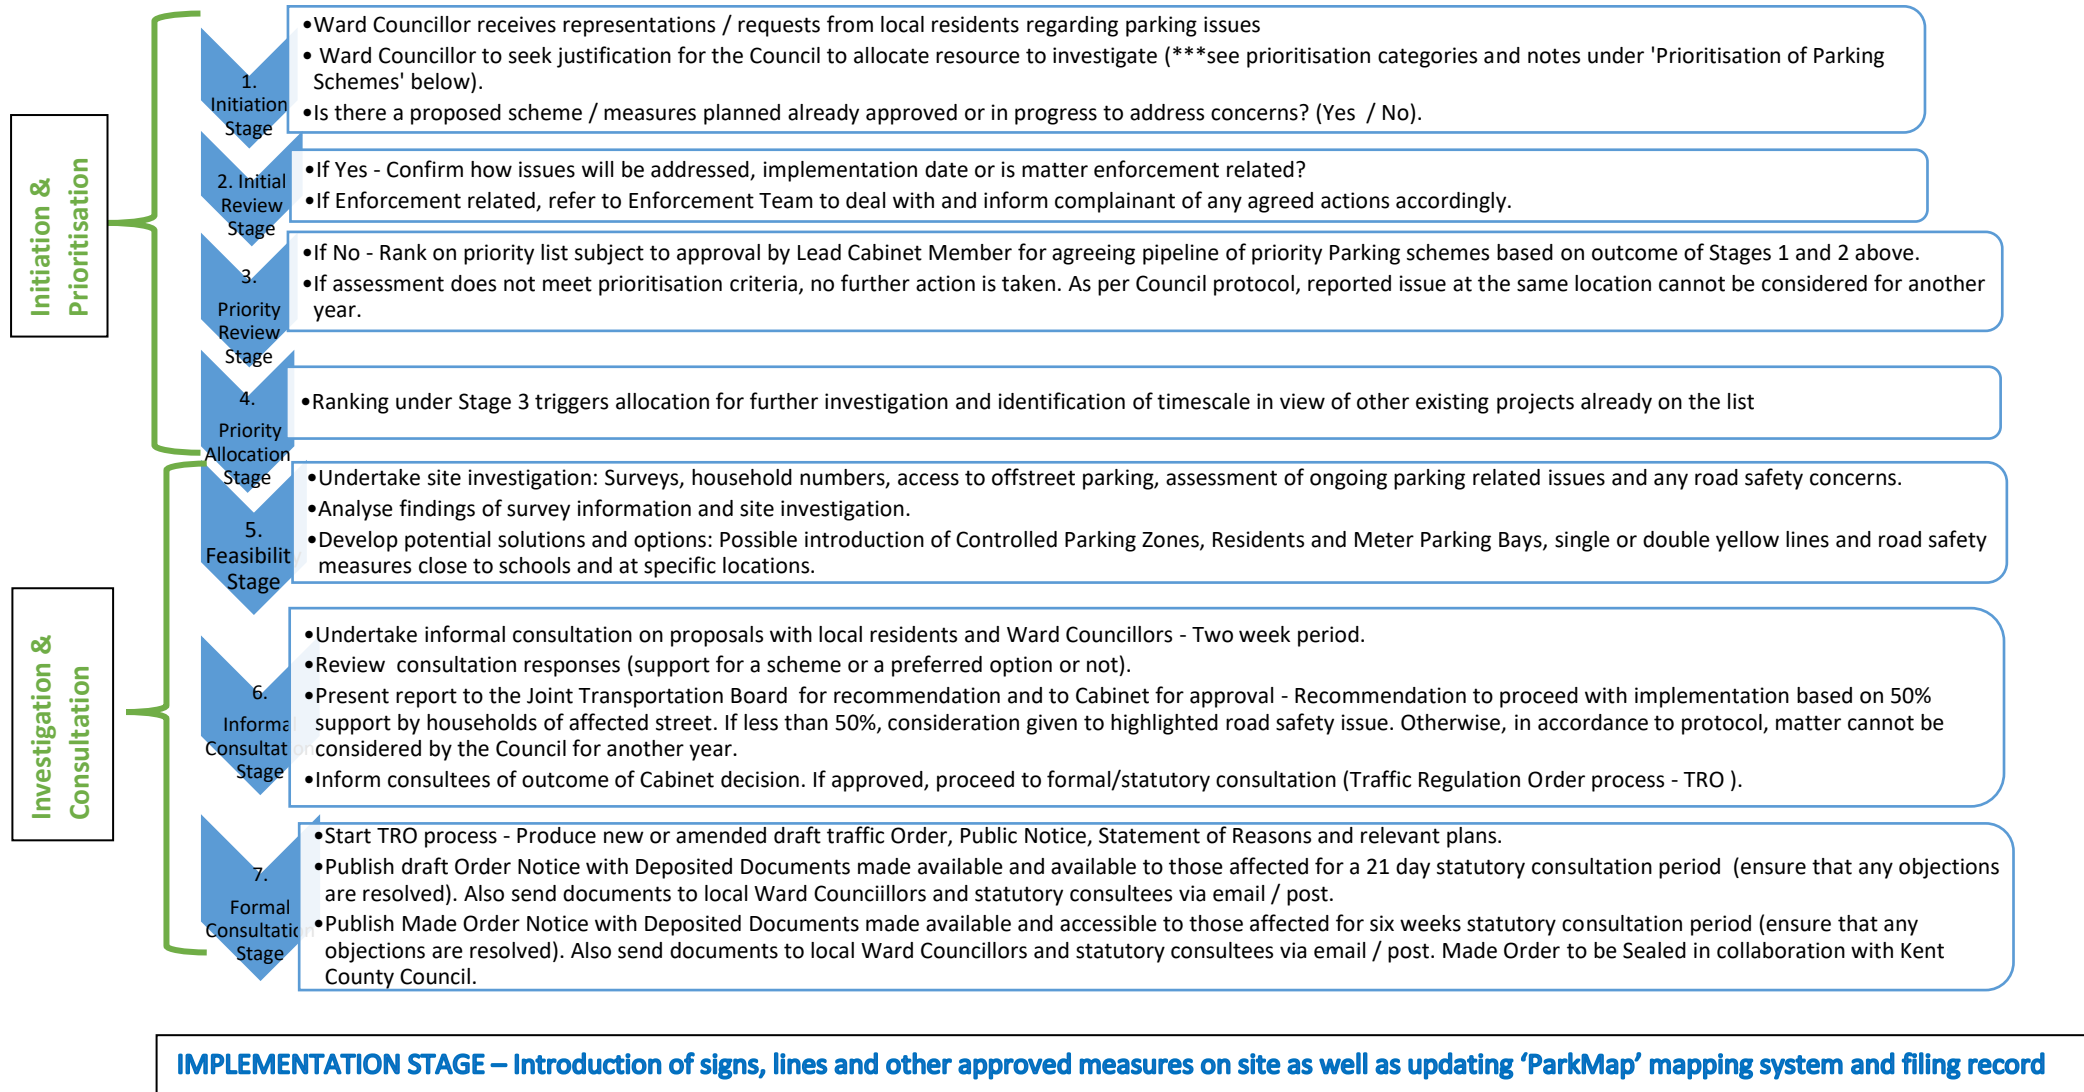 Initiation &
Prioritisation
1.
Initiation
Stage
•Ward Councillor receives representations / requests from local residents regarding parking issues
• Ward Councillor to seek justification for the Council to allocate resource to investigate (***see prioritisation categories and notes under 'Prioritisation of Parking
Schemes' below).
•Is there a proposed scheme / measures planned already approved or in progress to address concerns? (Yes / No).
2. Initial
Review
Stage
•If Yes - Confirm how issues will be addressed, implementation date or is matter enforcement related?
•If Enforcement related, refer to Enforcement Team to deal with and inform complainant of any agreed actions accordingly.
3.
Priority
Review
Stage
•If No - Rank on priority list subject to approval by Lead Cabinet Member for agreeing pipeline of priority Parking schemes based on outcome of Stages 1 and 2 above.
•If assessment does not meet prioritisation criteria, no further action is taken. As per Council protocol, reported issue at the same location cannot be considered for another
year.
4.
Priority
Allocation
Stage
•Ranking under Stage 3 triggers allocation for further investigation and identification of timescale in view of other existing projects already on the list
Investigation &
Consultation
5.
Feasibility
Stage
•Undertake site investigation: Surveys, household numbers, access to offstreet parking, assessment of ongoing parking related issues and any road safety concerns.
•Analyse findings of survey information and site investigation.
•Develop potential solutions and options: Possible introduction of Controlled Parking Zones, Residents and Meter Parking Bays, single or double yellow lines and road safety
measures close to schools and at specific locations.
6.
Informal
Consultation
Stage
•Undertake informal consultation on proposals with local residents and Ward Councillors - Two week period.
•Review consultation responses (support for a scheme or a preferred option or not).
•Present report to the Joint Transportation Board for recommendation and to Cabinet for approval - Recommendation to proceed with implementation based on 50%
support by households of affected street. If less than 50%, consideration given to highlighted road safety issue. Otherwise, in accordance to protocol, matter cannot be
considered by the Council for another year.
•Inform consultees of outcome of Cabinet decision. If approved, proceed to formal/statutory consultation (Traffic Regulation Order process - TRO ).
7.
Formal
Consultation
Stage
•Start TRO process - Produce new or amended draft traffic Order, Public Notice, Statement of Reasons and relevant plans.
•Publish draft Order Notice with Deposited Documents made available and available to those affected for a 21 day statutory consultation period (ensure that any objections
are resolved). Also send documents to local Ward Counciillors and statutory consultees via email / post.
•Publish Made Order Notice with Deposited Documents made available and accessible to those affected for six weeks statutory consultation period (ensure that any
objections are resolved). Also send documents to local Ward Councillors and statutory consultees via email / post. Made Order to be Sealed in collaboration with Kent
County Council.
IMPLEMENTATION STAGE – Introduction of signs, lines and other approved measures on site as well as updating ‘ParkMap’ mapping system and filing record